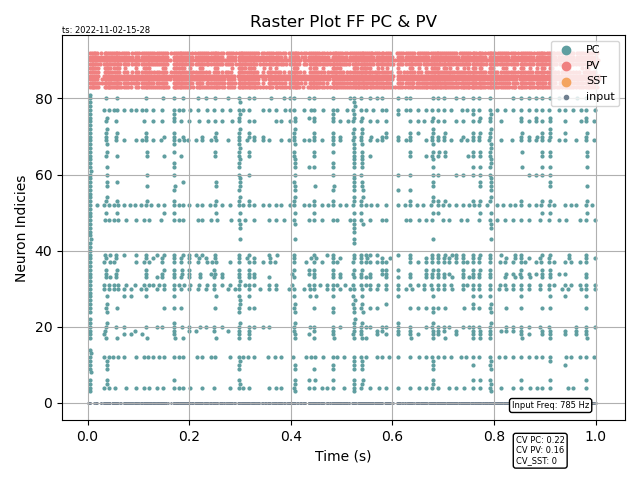 Raster Plot FF PC & PV
ts: 2022-11-02-15-28
PC
PV
SST
input
80
60
40
20
0
Neuron Indicies
Input Freq: 785 Hz
0.0 0.2 0.4 0.6 0.8 1.0
Time (s)
CV PC: 0.22
CV PV: 0.16
CV_SST: 0